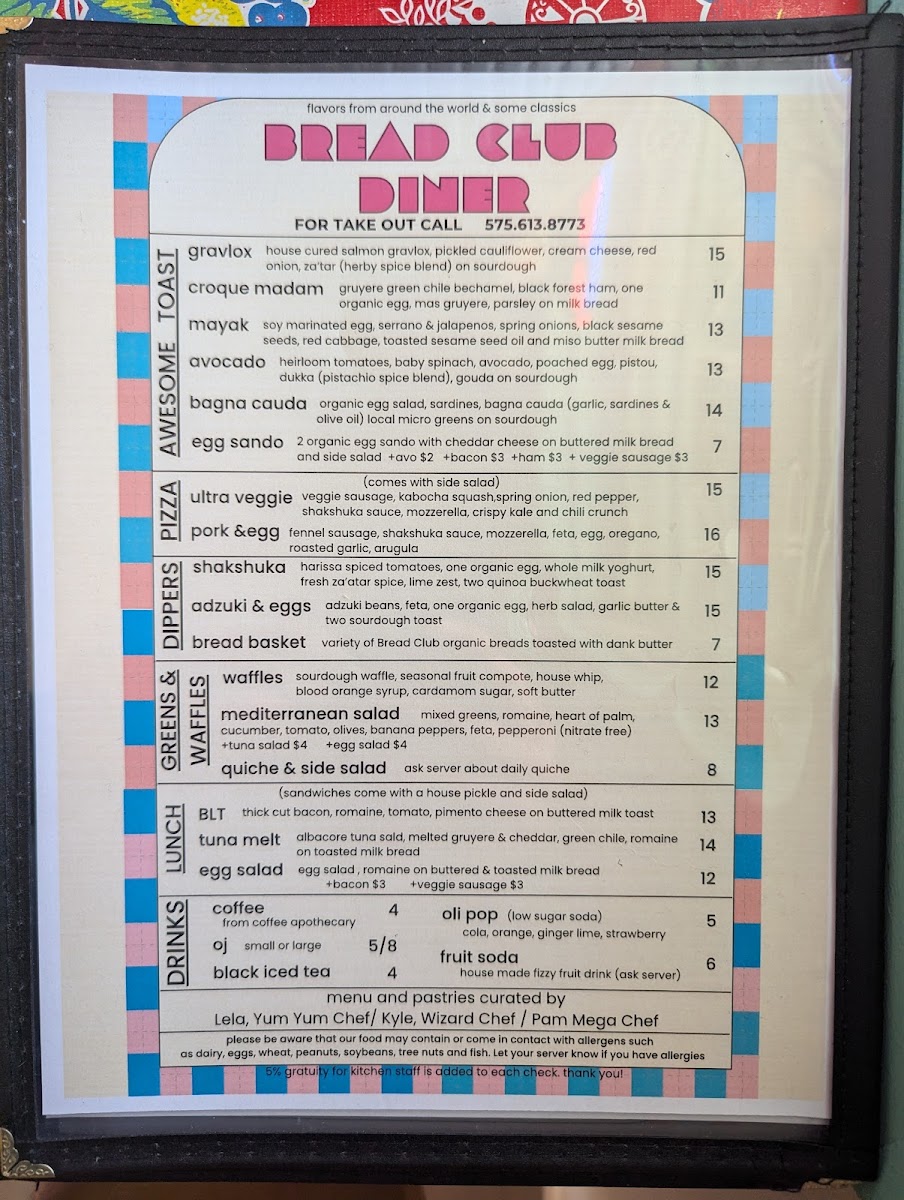 flavors from around the world & some classics
BREAD CLUB
DINER
FOR TAKE OUT CALL 575.613.8773
AWESOME TOAST
gravlox house cured salmon gravlox, pickled cauliflower, cream cheese, red 15
onion, za'tar (herby spice blend) on sourdough
croque madam gruyere green chile bechamel, black forest ham, one 11
organic egg, mas gruyere, parsley on milk bread
mayak soy marinated egg, serrano & jalapenos, spring onions, black sesame 13
seeds, red cabbage, toasted sesame seed oil and miso butter milk bread
avocado heirloom tomatoes, baby spinach, avocado, poached egg, pistou, 13
dukka (pistachio spice blend), gouda on sourdough
bagna cauda organic egg salad, sardines, bagna cauda (garlic, sardines & 14
olive oil) local micro greens on sourdough
egg sando 2 organic egg sando with cheddar cheese on buttered milk bread 7
and side salad +avo $2 +bacon $3 +ham $3 + veggie sausage $3
PIZZA
(comes with side salad)
ultra veggie veggie sausage, kabocha squash,spring onion, red pepper, 15
shakshuka sauce, mozzerella, crispy kale and chili crunch
pork &egg fennel sausage, shakshuka sauce, mozzerella, feta, egg, oregano, 16
roasted garlic, arugula
DIPPERS
shakshuka harissa spiced tomatoes, one organic egg, whole milk yoghurt, 15
fresh za'atar spice, lime zest, two quinoa buckwheat toast
adzuki & eggs adzuki beans, feta, one organic egg, herb salad, garlic butter & 15
two sourdough toast
bread basket variety of Bread Club organic breads toasted with dank butter 7
GREENS &
WAFFLES
waffles sourdough waffle, seasonal fruit compote, house whip, 12
blood orange syrup, cardamom sugar, soft butter
mediterranean salad mixed greens, romaine, heart of palm, 13
cucumber, tomato, olives, banana peppers, feta, pepperoni (nitrate free)
+tuna salad $4 +egg salad $4
quiche & side salad ask server about daily quiche 8
LUNCH
(sandwiches come with a house pickle and side salad)
BLT thick cut bacon, romaine, tomato, pimento cheese on buttered milk toast 13
tuna melt albacore tuna sald, melted gruyere & cheddar, green chile, romaine 14
on toasted milk bread
egg salad egg salad , romaine on buttered & toasted milk bread 12
+bacon $3 +veggie sausage $3
DRINKS
coffee 4
from coffee apothecary
oj small or large 5/8
black iced tea 4
oli pop (low sugar soda) 5
cola, orange, ginger lime, strawberry
fruit soda 6
house made fizzy fruit drink (ask server)
menu and pastries curated by
Lela, Yum Yum Chef/ Kyle, Wizard Chef / Pam Mega Chef
please be aware that our food may contain or come in contact with allergens such
as dairy, eggs, wheat, peanuts, soybeans, tree nuts and fish. Let your server know if you have allergies
5% gratuity for kitchen staff is added to each check. thank you!